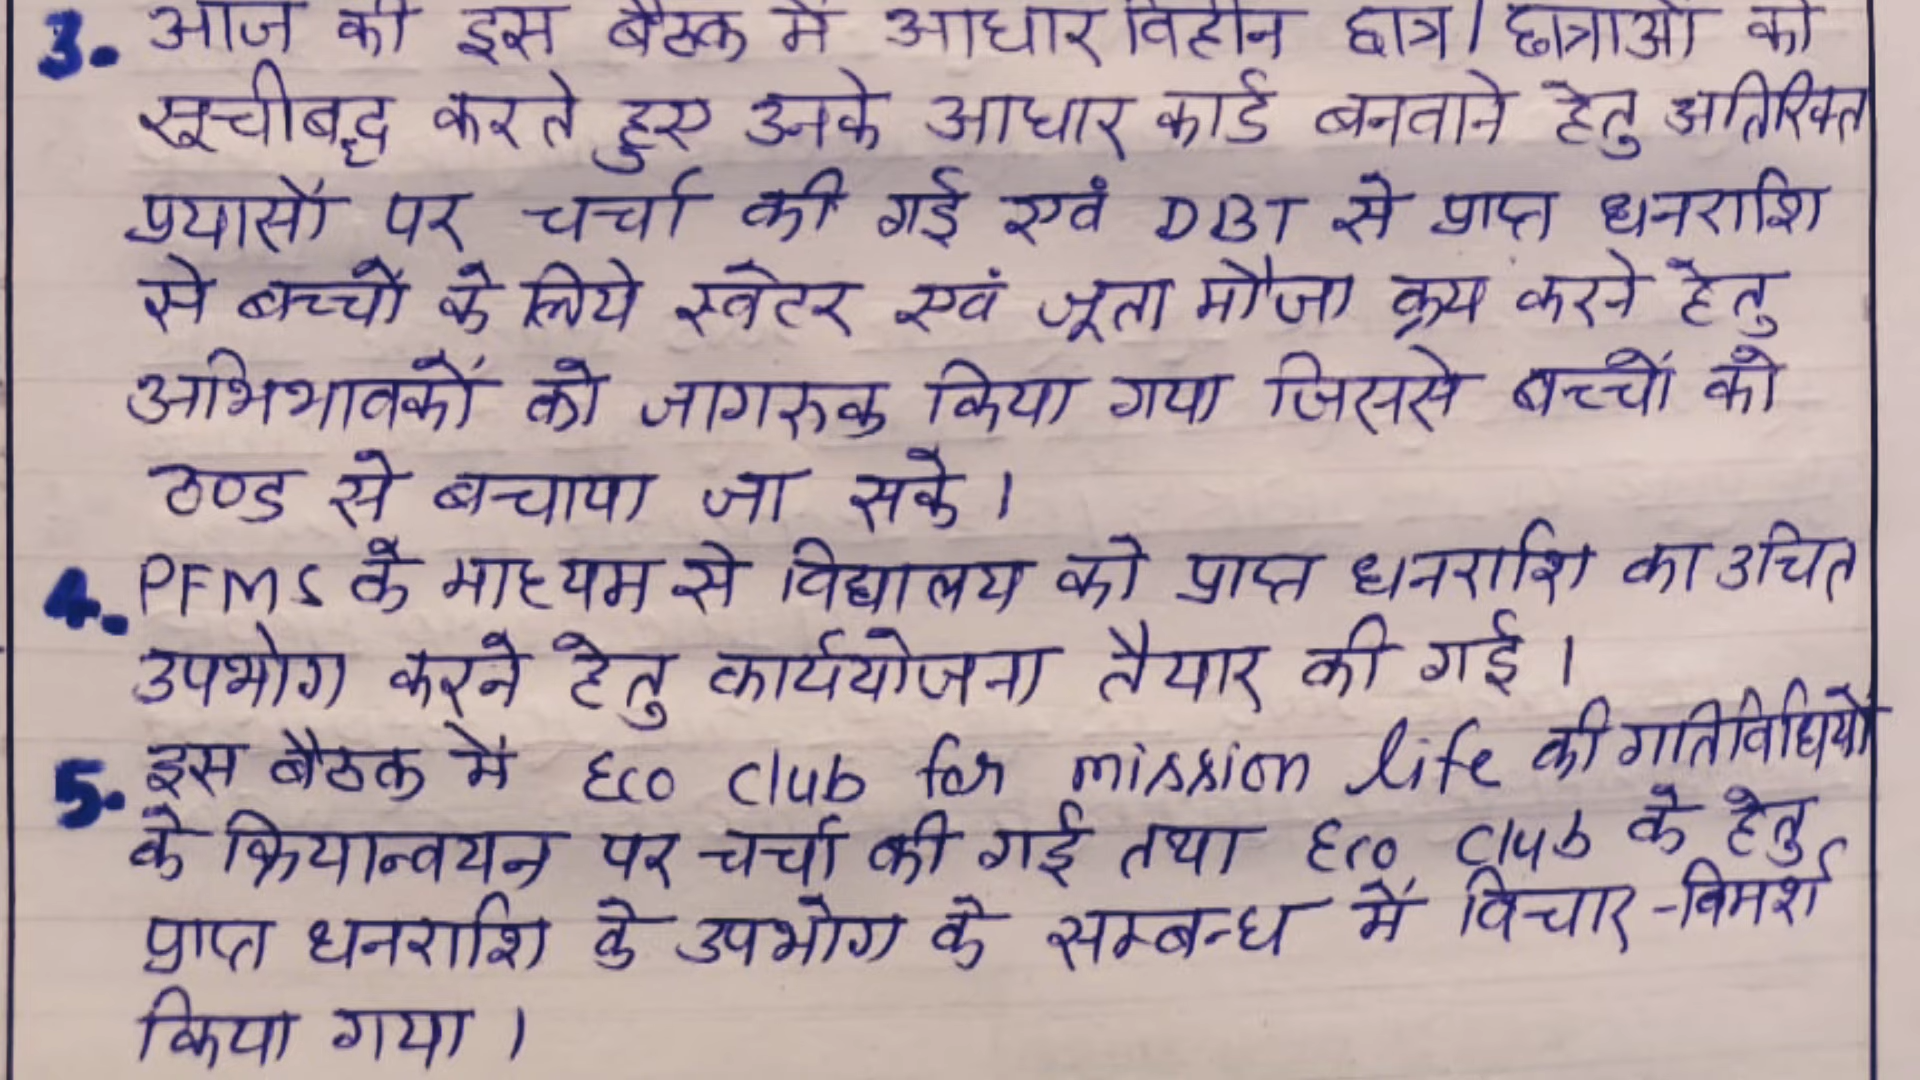 3. आज की इस बैठक में आधार विहीन छात्र/छात्राओं को
सूचीबद्ध करते हुए उनके आधार कार्ड बनवाने हेतु अतिरिक्त
प्रयासों पर चर्चा की गई एवं DBT से प्राप्त धनराशि
से बच्चों के लिये स्वेटर एवं जूता मौजा क्रय करने हेतु
अभिभावकों को जागरुक किया गया जिससे बच्चों को
ठण्ड से बचाया जा सके।
4. PFMS के माध्यम से विद्यालय को प्राप्त धनराशि का उचित
उपभोग करने हेतु कार्ययोजना तैयार की गई।
5. इस बैठक में Eco club for mission life की गतिविधियों
के क्रियान्वयन पर चर्चा की गई तथा Eco club के हेतु
प्राप्त धनराशि के उपभोग के सम्बन्ध में विचार-विमर्श
किया गया।